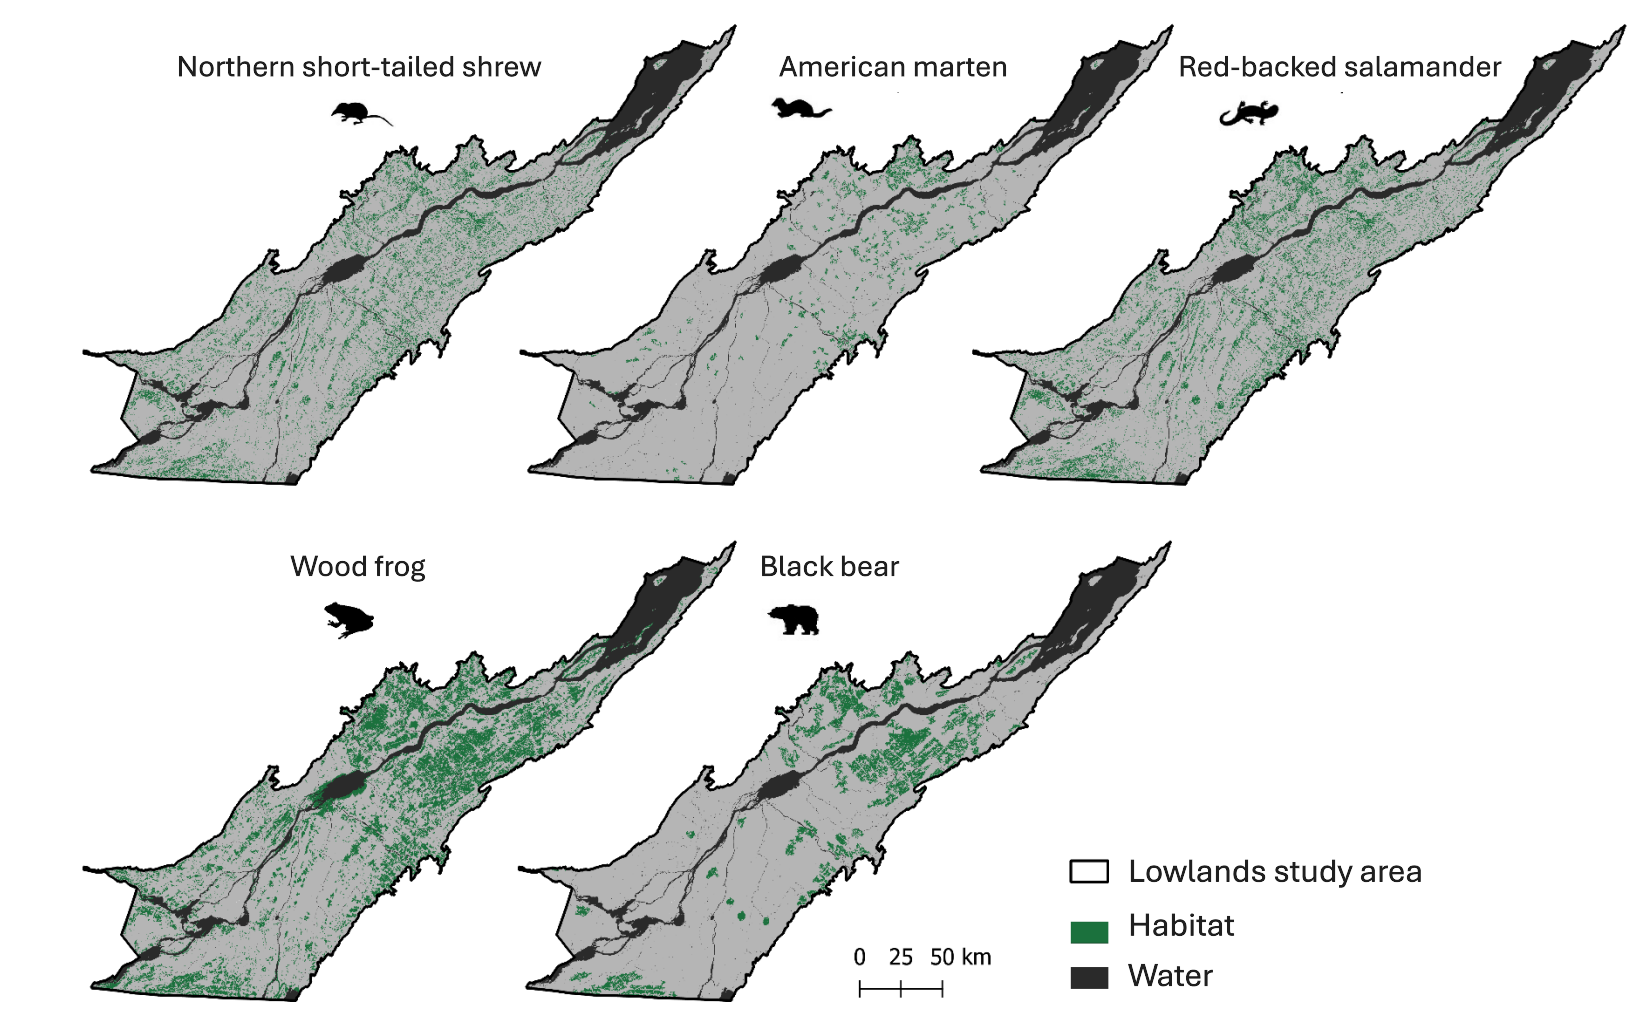 Northern short-tailed shrew
American marten
Red-backed salamander
Wood frog
Black bear
Lowlands study area
Habitat
Water
0 25 50 km